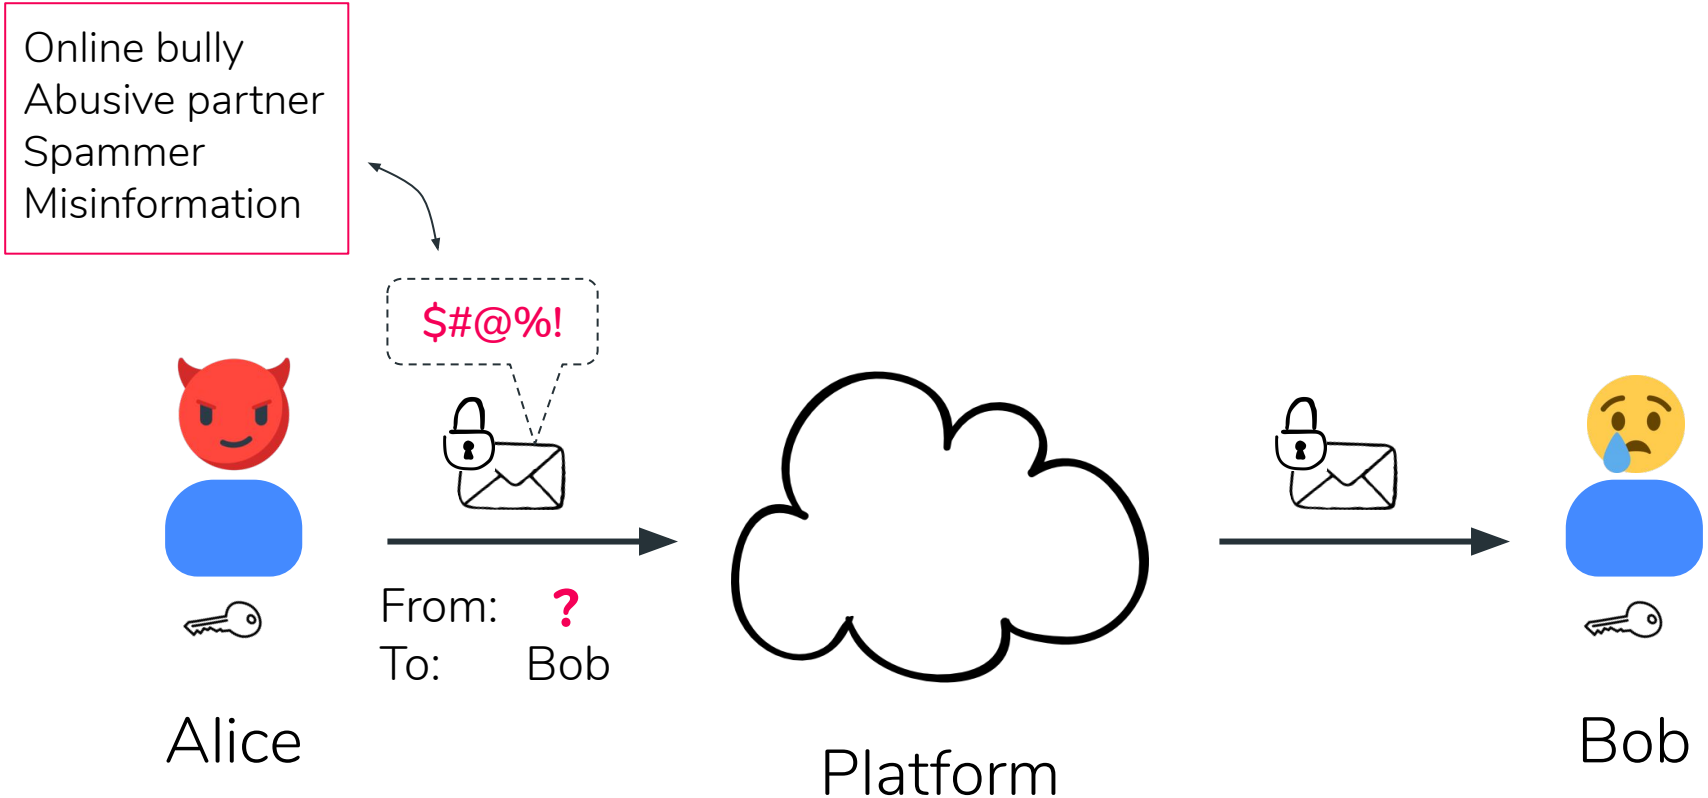 Online bully
Abusive partner
Spammer
Misinformation
$#@%!
From: ?
To: Bob
Alice
Platform
Bob